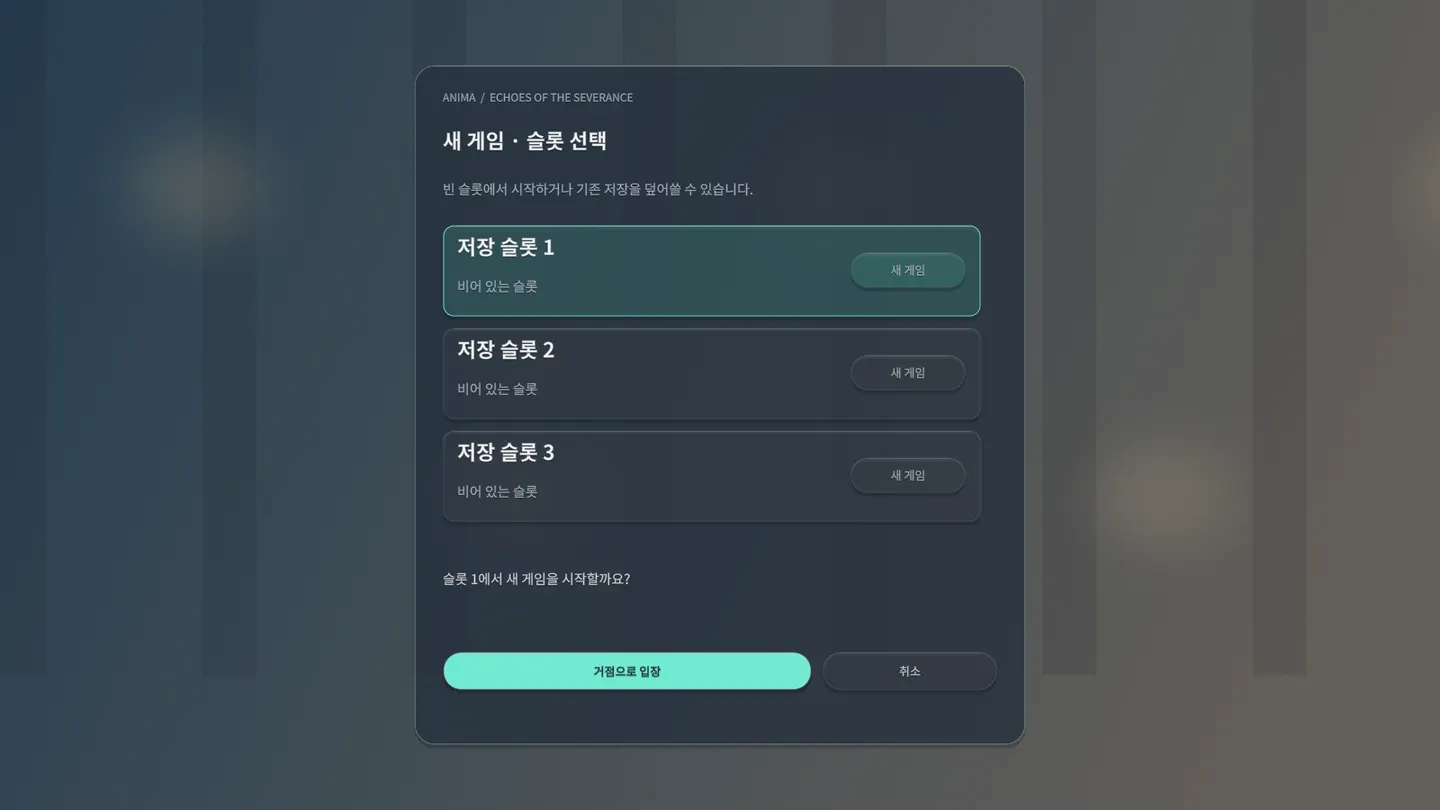 ANIMA / ECHOES OF THE SEVERANCE
새 게임 · 슬롯 선택
빈 슬롯에서 시작하거나 기존 저장을 덮어쓸 수 있습니다.
저장 슬롯 1
새 게임
비어 있는 슬롯
저장 슬롯 2
새 게임
비어 있는 슬롯
저장 슬롯 3
새 게임
비어 있는 슬롯
슬롯 1에서 새 게임을 시작할까요?
거점으로 입장
취소